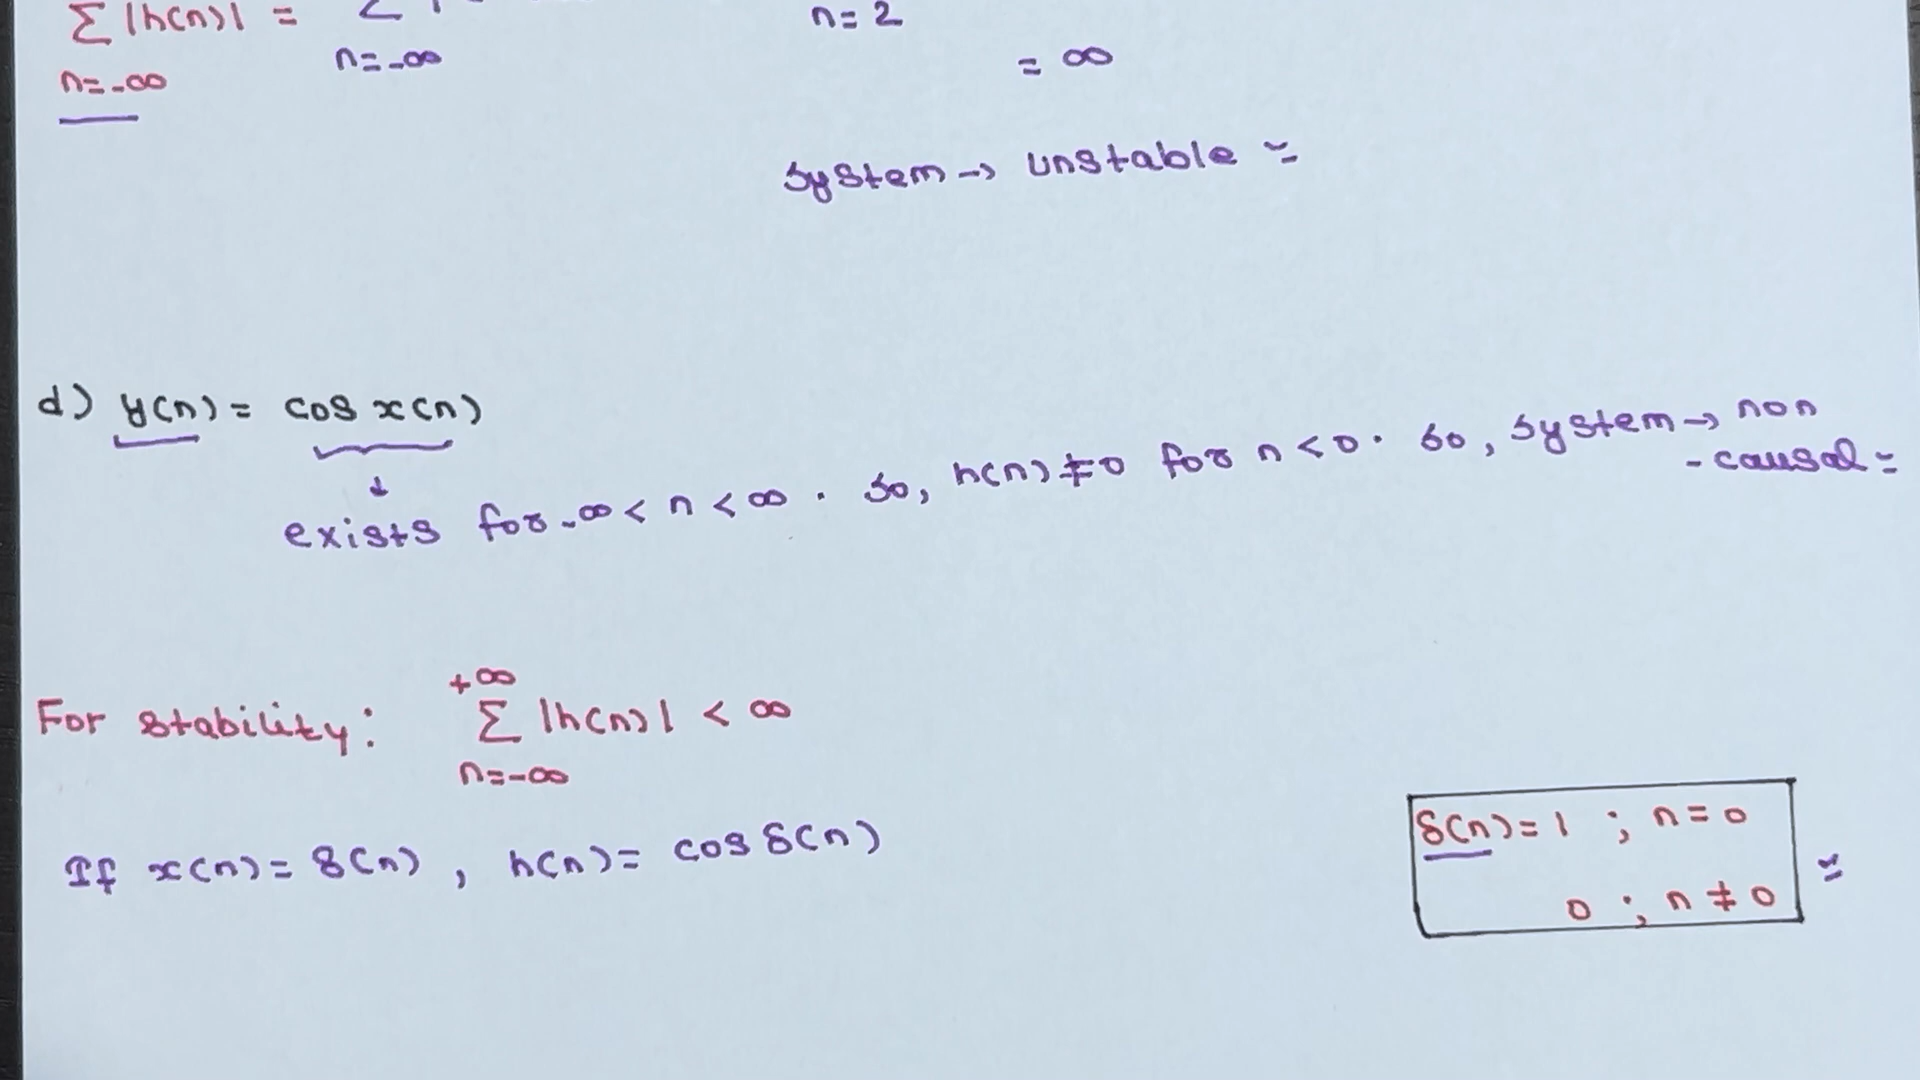 Σ |h(n)| =
n=-∞
n=-∞
n=2
= ∞
System → unstable
d) y(n) = cos x(n)
exists for -∞ < n < ∞. So, h(n) ≠ 0 for n < 0. So, System → non
-causal
For stability: +∞
Σ |h(n)| < ∞
n=-∞
If x(n) = δ(n), h(n) = cos δ(n)
δ(n) = 1 ; n = 0
0 ; n ≠ 0